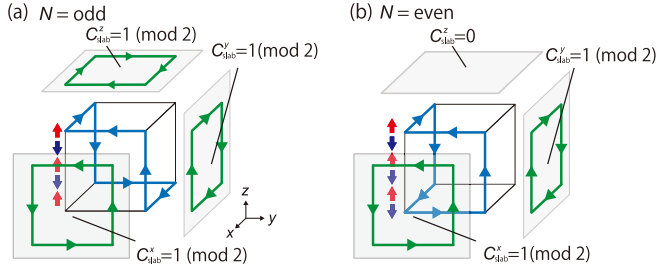 (a) N = odd
C^z_slab=1 (mod 2)
C^y_slab=1(mod 2)
C^x_slab=1 (mod 2)
z
y
x
(b) N = even
C^z_slab=0
C^y_slab=1 (mod 2)
C^x_slab=1(mod 2)